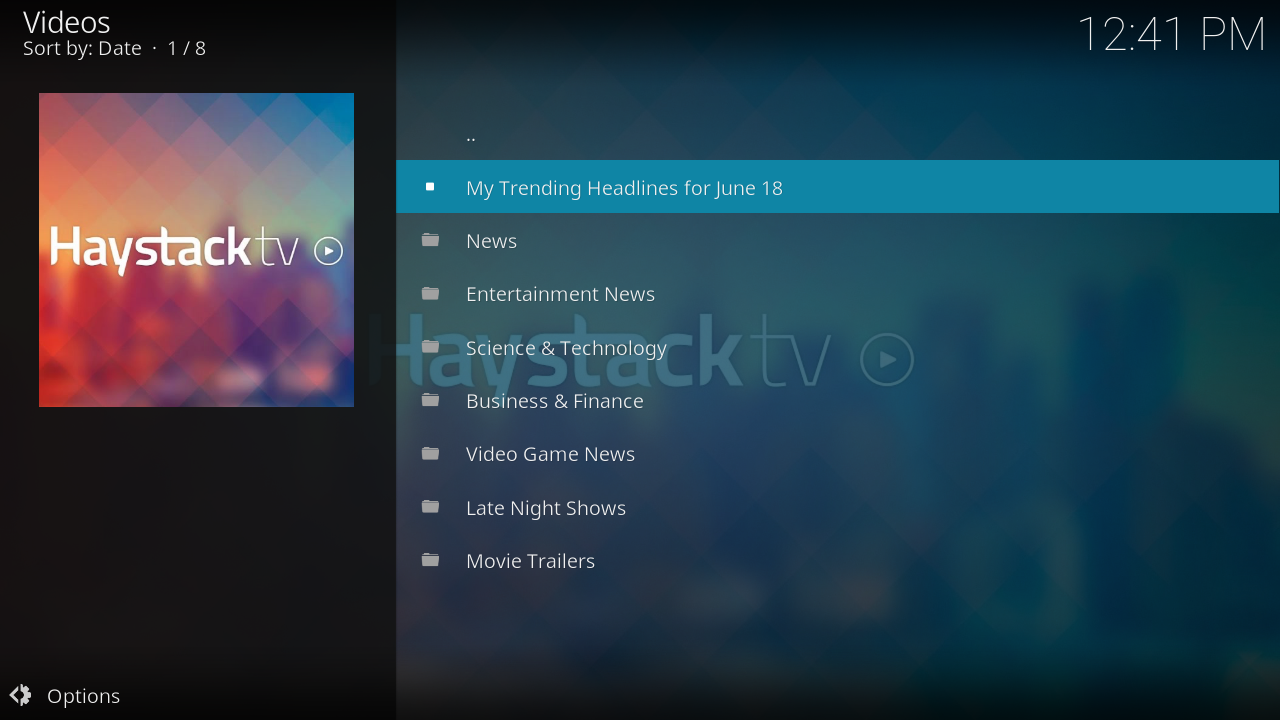 Videos
Sort by: Date · 1 / 8
12:41 PM
Haystack tv
..
My Trending Headlines for June 18
News
Entertainment News
Science & Technology
Haystack tv
Business & Finance
Video Game News
Late Night Shows
Movie Trailers
Options